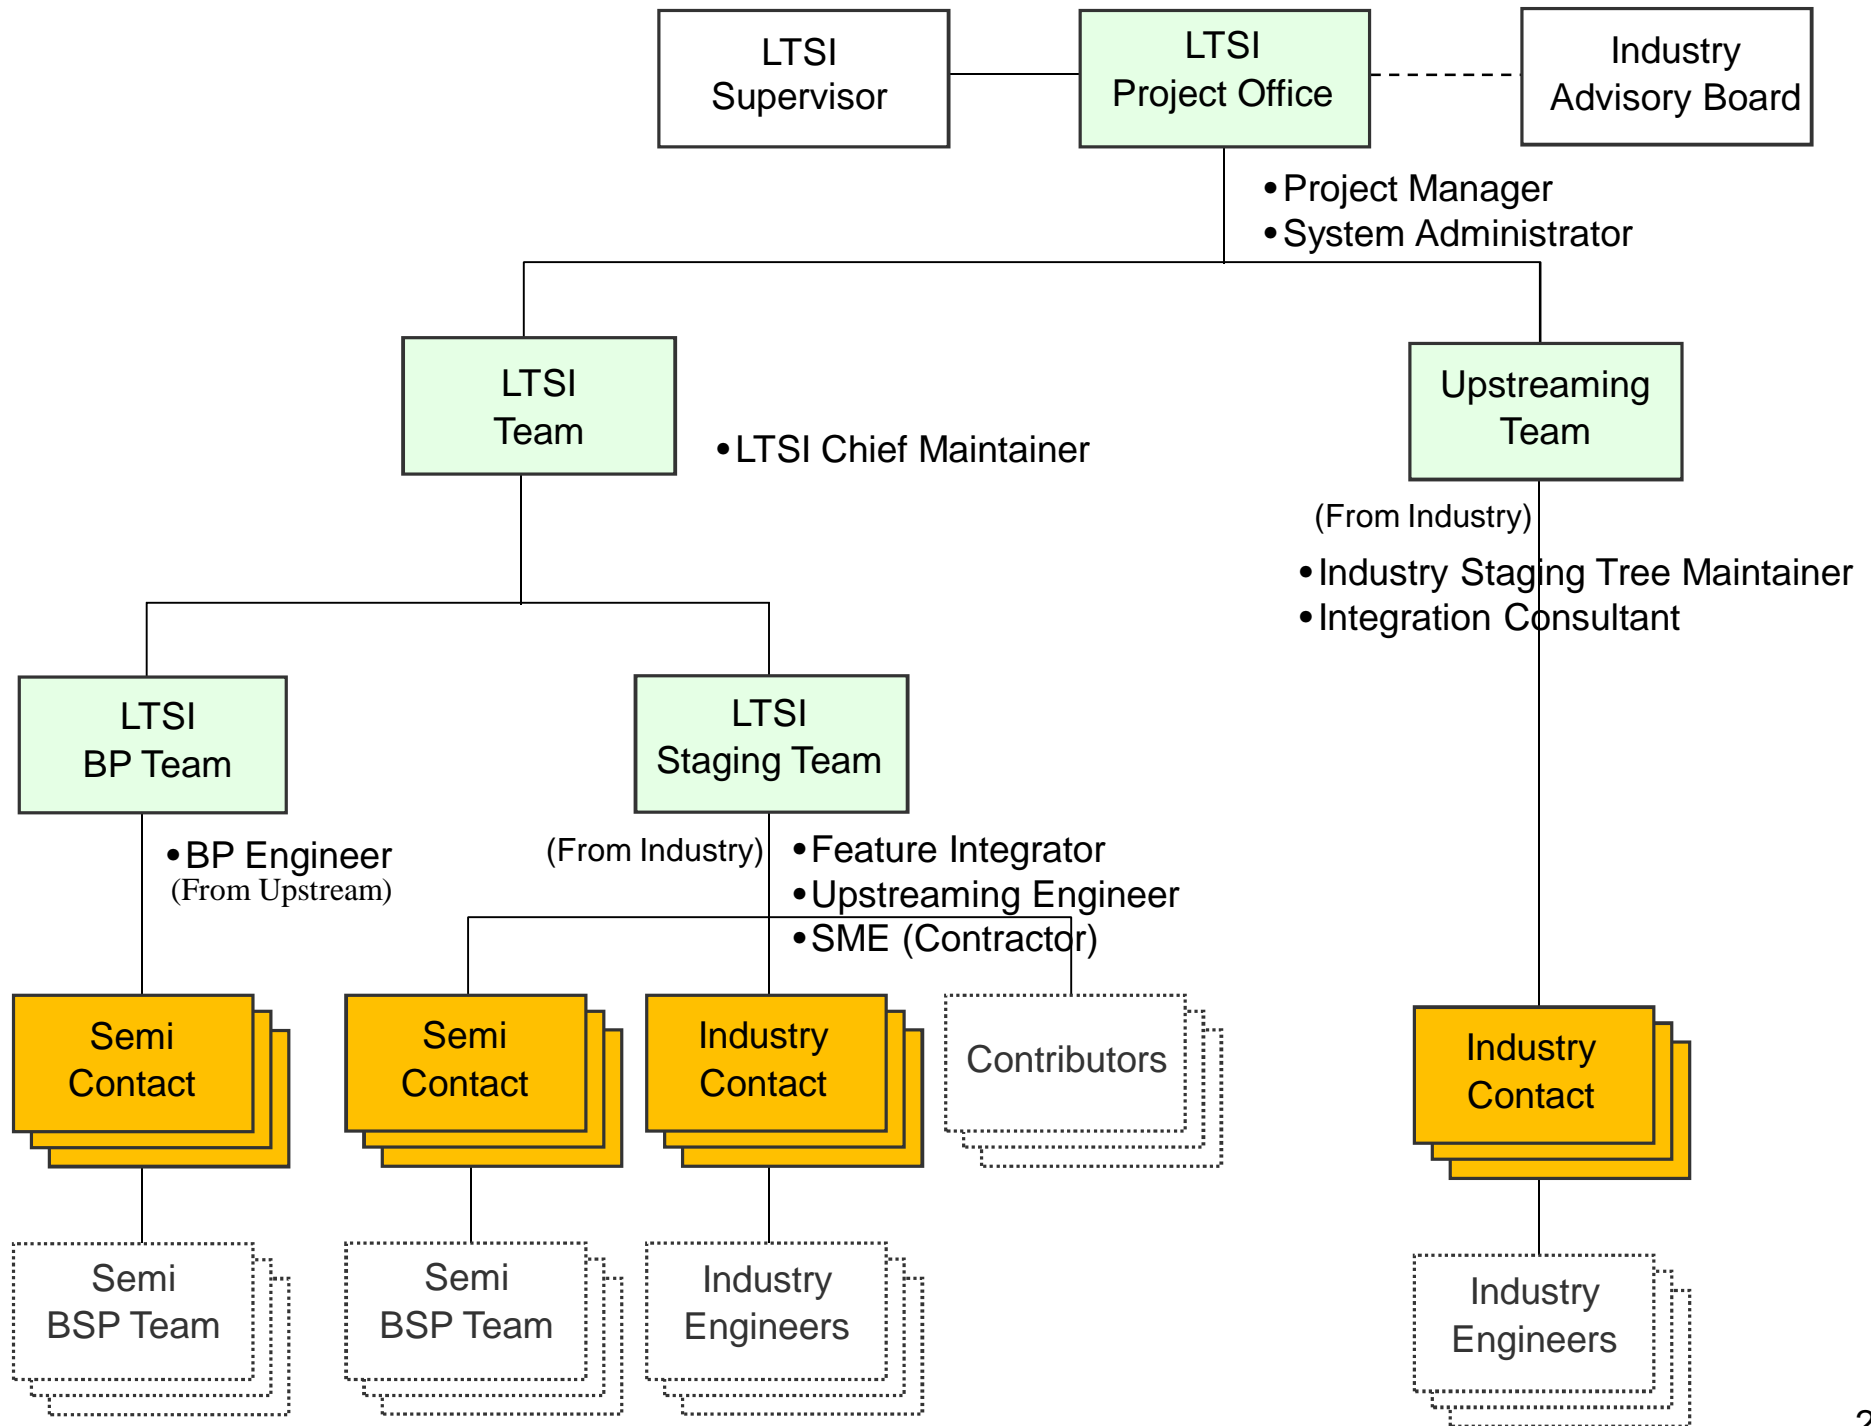 LTSI
Supervisor
LTSI
Project Office
Industry
Advisory Board
•Project Manager
•System Administrator
LTSI
Team
•LTSI Chief Maintainer
Upstreaming
Team
(From Industry)
•Industry Staging Tree Maintainer
•Integration Consultant
LTSI
BP Team
LTSI
Staging Team
•BP Engineer
(From Upstream)
(From Industry)
•Feature Integrator
•Upstreaming Engineer
•SME (Contractor)
Semi
Contact
Semi
Contact
Industry
Contact
Contributors
Industry
Contact
Semi
BSP Team
Semi
BSP Team
Industry
Engineers
Industry
Engineers
2